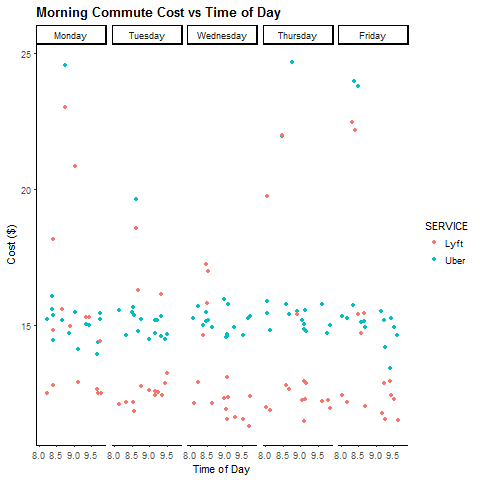 Morning Commute Cost vs Time of Day
Monday Tuesday Wednesday Thursday Friday
25
20
15
Cost ($)
8.0 8.5 9.0 9.5 8.0 8.5 9.0 9.5 8.0 8.5 9.0 9.5 8.0 8.5 9.0 9.5 8.0 8.5 9.0 9.5
Time of Day
SERVICE
Lyft
Uber